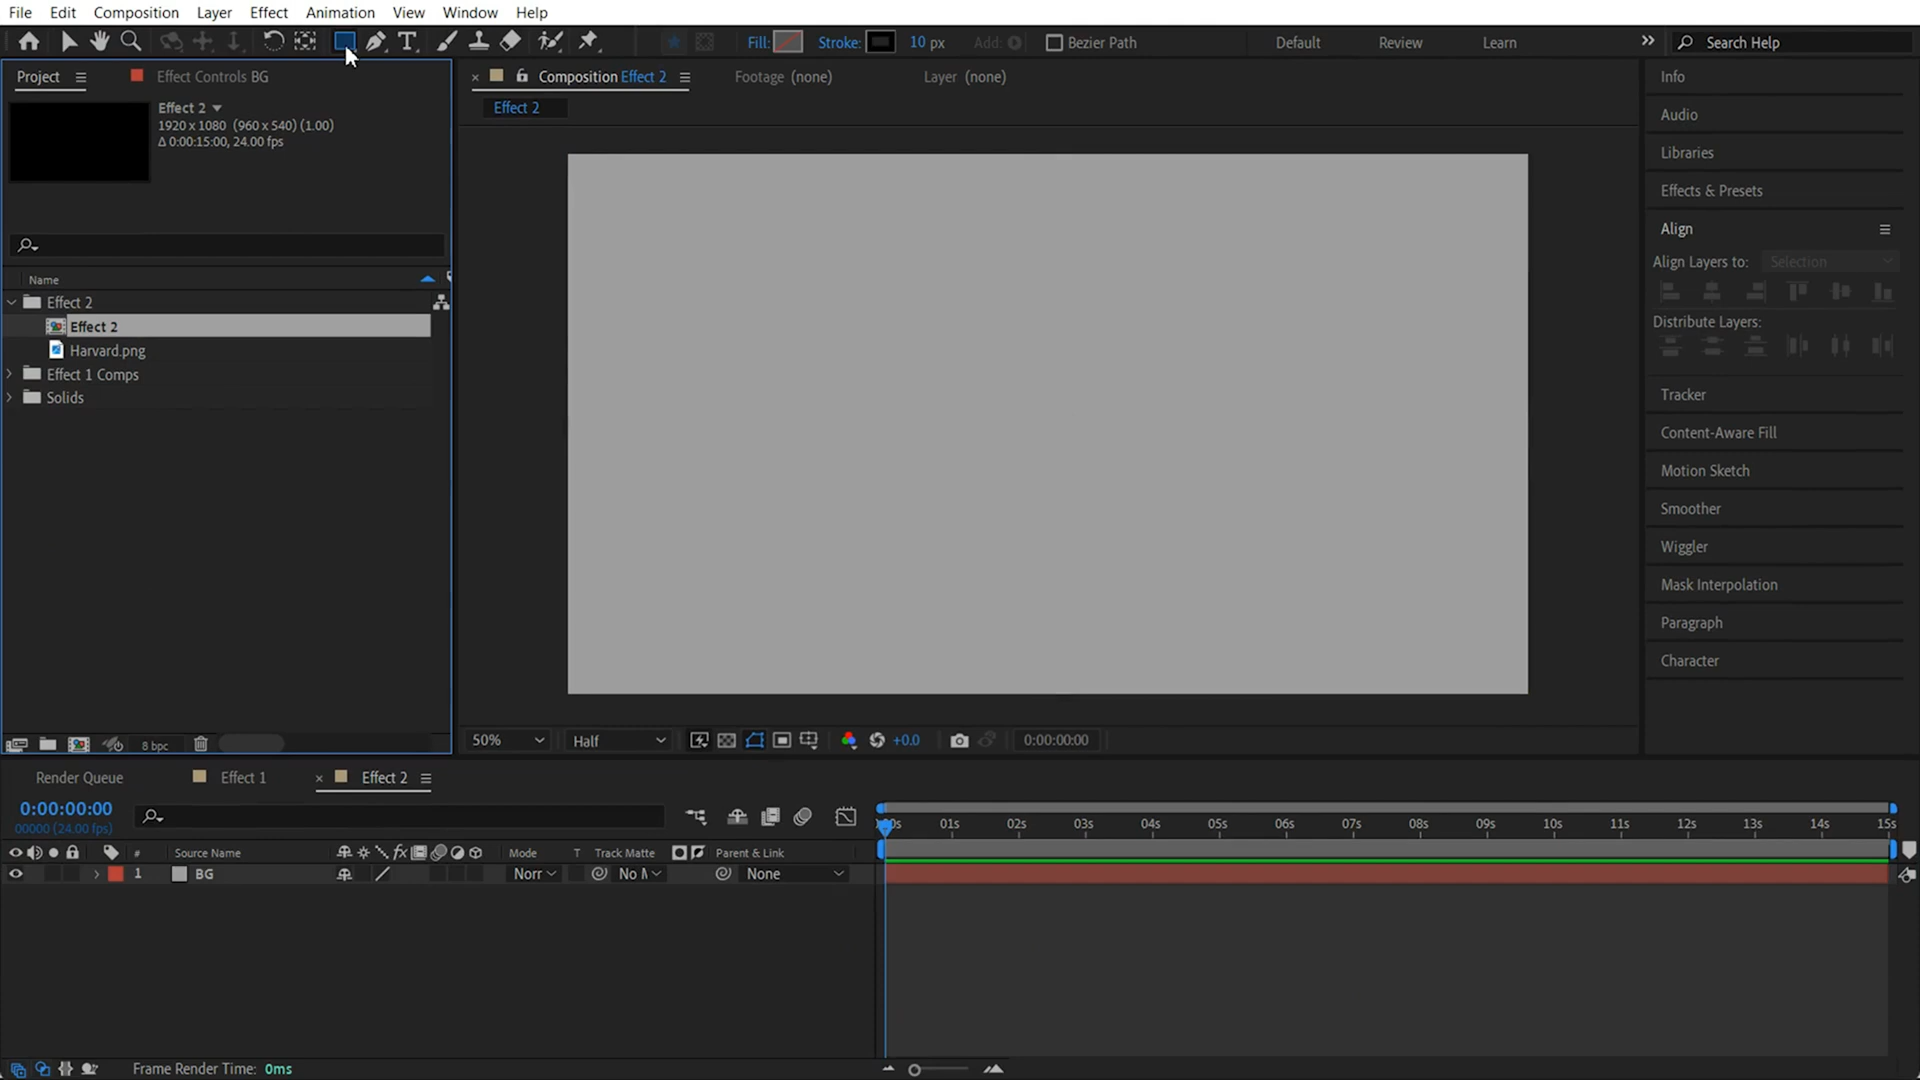 File Edit Composition Layer Effect Animation View Window Help
Fill: Stroke: 10 px Add: Bezier Path Default Review Learn Search Help
Project Effect Controls BG
Effect 2
1920 x 1080 (960 x 540) (1.00)
Δ 0:00:15:00, 24.00 fps
Name
Effect 2
Effect 2
Harvard.png
Effect 1 Comps
Solids
8 bpc
Composition Effect 2 Footage (none) Layer (none)
Effect 2
50% Half +0.0 0:00:00:00
Info
Audio
Libraries
Effects & Presets
Align
Align Layers to: Selection
Distribute Layers:
Tracker
Content-Aware Fill
Motion Sketch
Smoother
Wiggler
Mask Interpolation
Paragraph
Character
Render Queue Effect 1 Effect 2
0:00:00:00
00000 (24.00 fps)
01s 02s 03s 04s 05s 06s 07s 08s 09s 10s 11s 12s 13s 14s 15s
# Source Name fx Mode T Track Matte Parent & Link
1 BG Norr No M None
Frame Render Time: 0ms